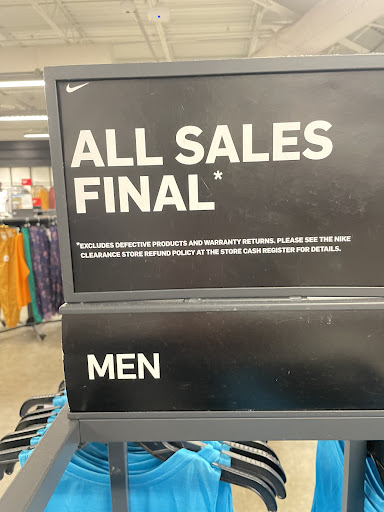 ALL SALES
FINAL*
*EXCLUDES DEFECTIVE PRODUCTS AND WARRANTY RETURNS. PLEASE SEE THE NIKE
CLEARANCE STORE REFUND POLICY AT THE STORE CASH REGISTER FOR DETAILS.
MEN